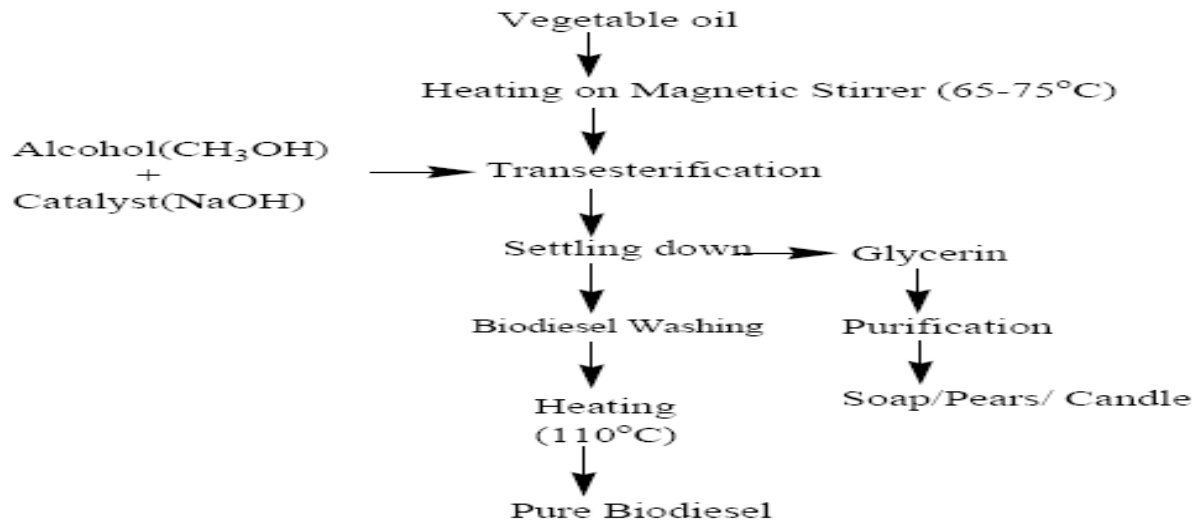 Vegetable oil
Heating on Magnetic Stirrer (65-75°C)
Alcohol(CH₃OH)
+
Catalyst(NaOH)
Transesterification
Settling down
Glycerin
Biodiesel Washing
Purification
Heating
(110°C)
Soap/Pears/ Candle
Pure Biodiesel